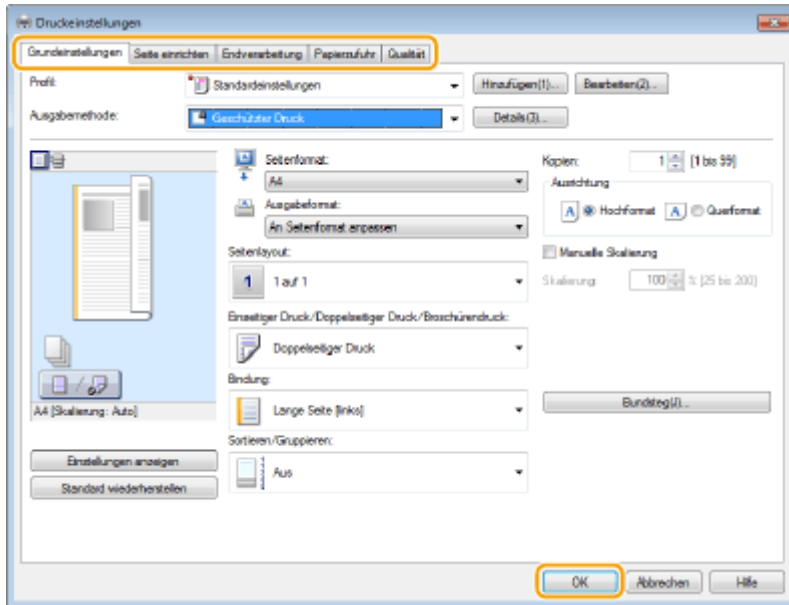 Druckeinstellungen
Grundeinstellungen Seite einrichten Endverarbeitung Papierzufuhr Qualität
Profil: Standardeinstellungen Hinzufügen(1)... Bearbeiten(2)...
Ausgabemethode: Geschützter Druck Details(3)...
Seitenformat: Kopien: 1 [1 bis 99]
A4 Ausrichtung
Ausgabeformat: A Hochformat A Querformat
An Seitenformat anpassen
Seitenlayout: Manuelle Skalierung
1 1 auf 1 Skalierung: 100 % [25 bis 200]
Einseitiger Druck/Doppelseitiger Druck/Broschürendruck:
Doppelseitiger Druck
Bindung:
A4 [Skalierung: Auto] Lange Seite [links] Bundsteg(J)...
Sortieren/Gruppieren:
Einstellungen anzeigen
Aus
Standard wiederherstellen
OK Abbrechen Hilfe